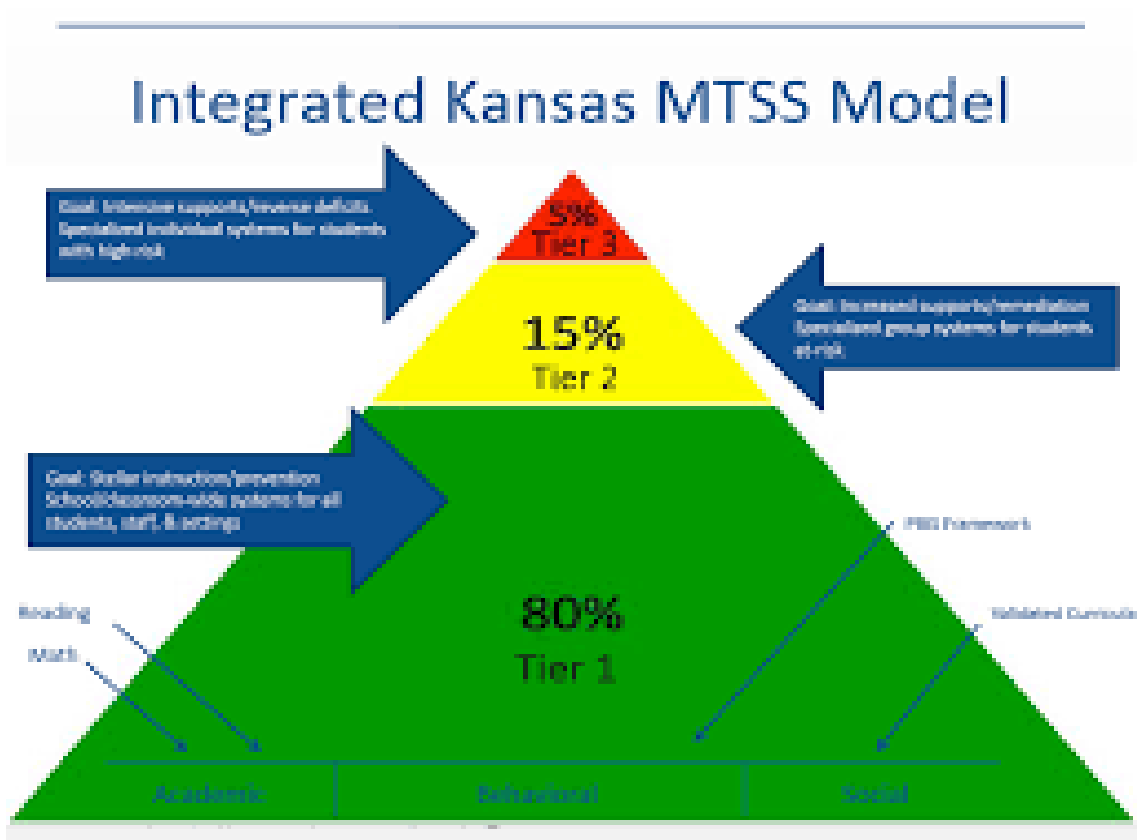 Integrated Kansas MTSS Model
Goal: Intensive supports/reverse deficits
Specialized individual systems for students
with high-risk
5%
Tier 3
Goal: Increased supports/remediation
Specialized group systems for students
at-risk
15%
Tier 2
Goal: Stellar instruction/prevention
School/classroom-wide systems for all
students, staff, & settings
PBIS Framework
80%
Tier 1
Reading
Math
Validated Curricula
Academic
Behavioral
Social